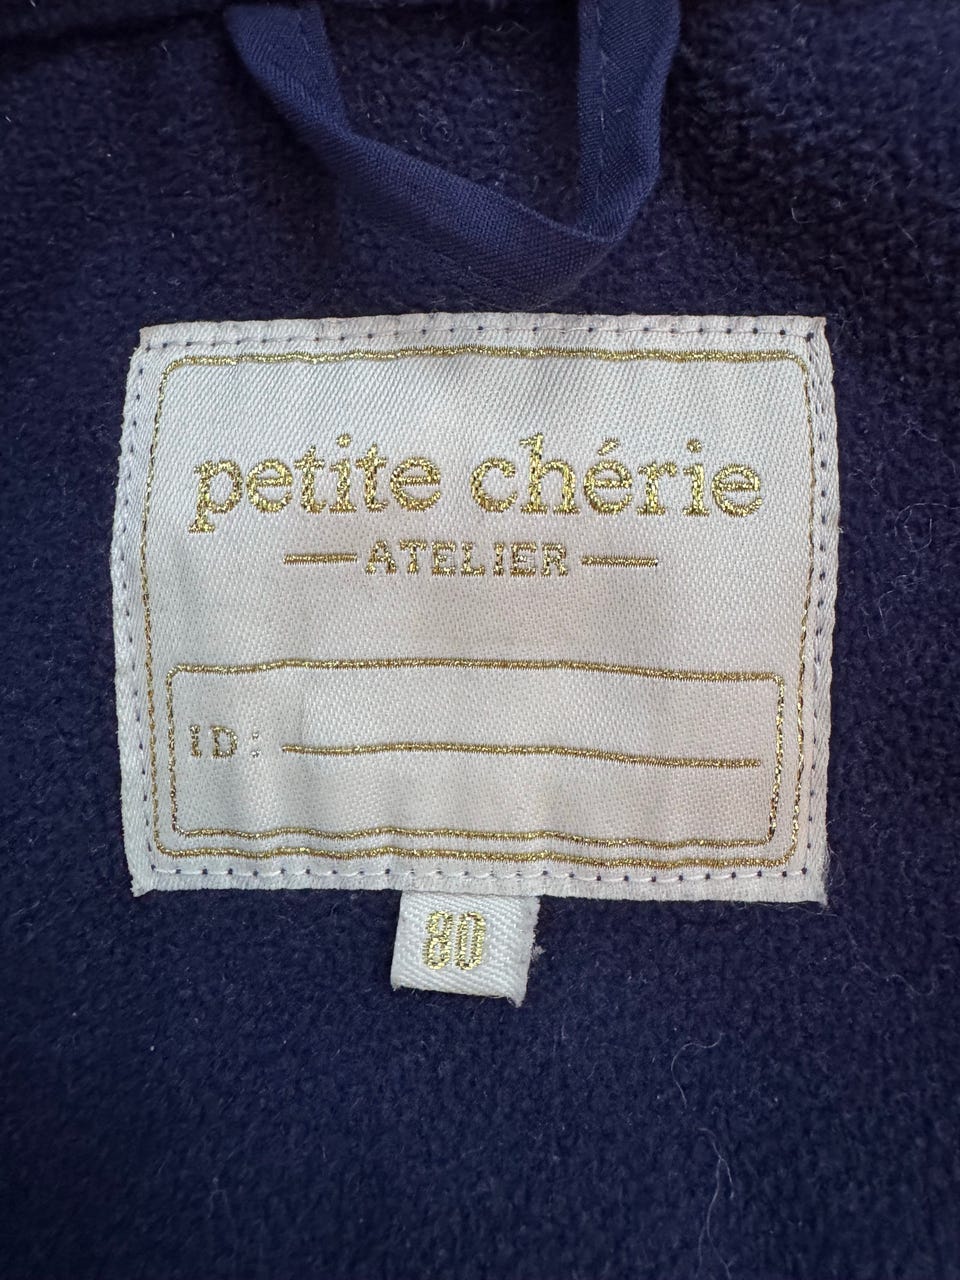 petite chérie
ATELIER
ID:
80